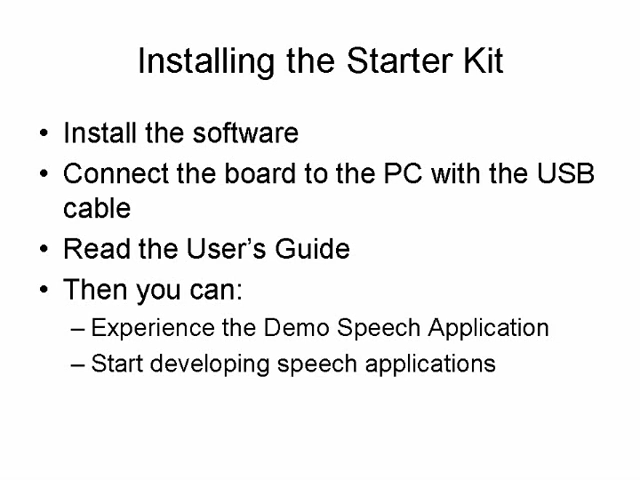 Installing the Starter Kit
• Install the software
• Connect the board to the PC with the USB
cable
• Read the User's Guide
• Then you can:
– Experience the Demo Speech Application
– Start developing speech applications